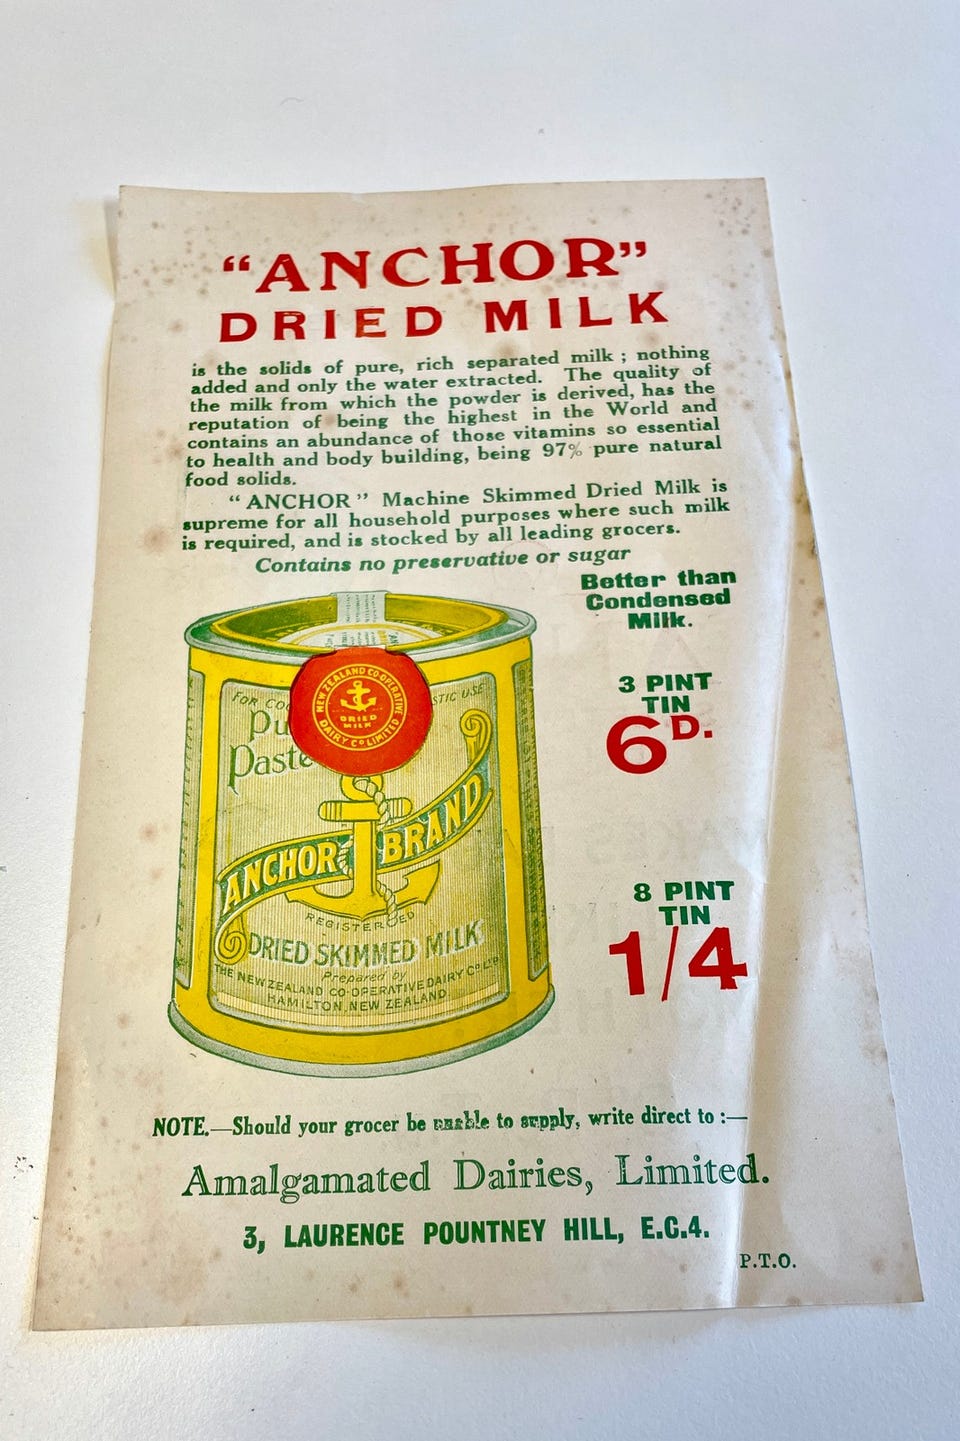 “ANCHOR”
DRIED MILK
is the solids of pure, rich separated milk ; nothing
added and only the water extracted. The quality of
the milk from which the powder is derived, has the
reputation of being the highest in the World and
contains an abundance of those vitamins so essential
to health and body building, being 97% pure natural
food solids.
“ANCHOR” Machine Skimmed Dried Milk is
supreme for all household purposes where such milk
is required, and is stocked by all leading grocers.
Contains no preservative or sugar
Better than
Condensed
Milk.
NEW ZEALAND CO-OPERATIVE
DRIED
MILK
DAIRY CO LIMITED
FOR
USE
ANCHOR BRAND
REGISTERED
DRIED SKIMMED MILK
Prepared by
THE NEW ZEALAND CO-OPERATIVE DAIRY Co LTD
HAMILTON, NEW ZEALAND
3 PINT
TIN
6D.
8 PINT
TIN
1/4
NOTE.—Should your grocer be unable to supply, write direct to :—
Amalgamated Dairies, Limited.
3, LAURENCE POUNTNEY HILL, E.C.4.
P.T.O.